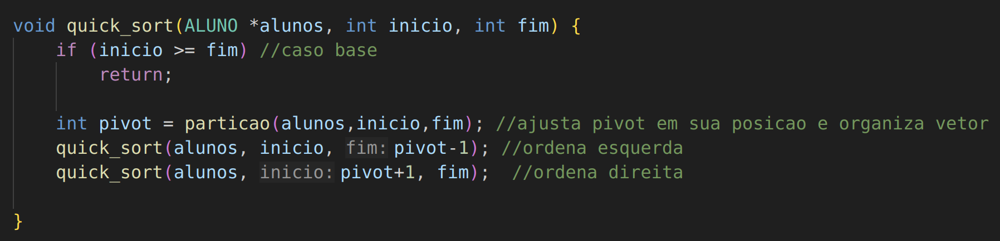 void quick_sort(ALUNO *alunos, int inicio, int fim) {
    if (inicio >= fim) //caso base
        return;

    int pivot = particao(alunos,inicio,fim); //ajusta pivot em sua posicao e organiza vetor
    quick_sort(alunos, inicio, fim: pivot-1); //ordena esquerda
    quick_sort(alunos, inicio: pivot+1, fim);  //ordena direita

}